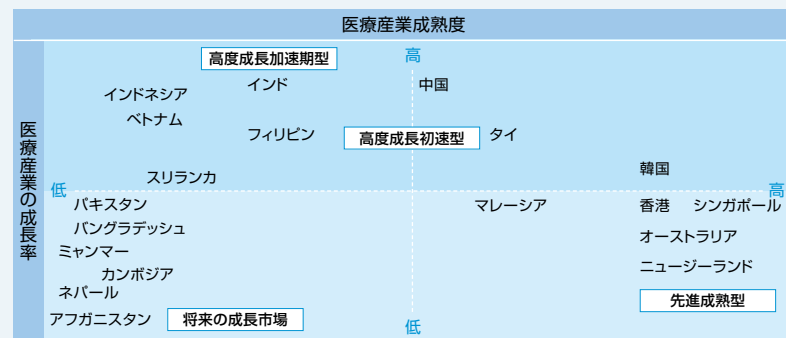 医療産業成熟度
高度成長加速期型
高
インド
中国
インドネシア
ベトナム
フィリピン
高度成長初速型
タイ
医療産業の成長率
スリランカ
韓国
低
高
パキスタン
マレーシア
香港 シンガポール
バングラデッシュ
オーストラリア
ミャンマー
カンボジア
ニュージーランド
ネパール
先進成熟型
アフガニスタン
将来の成長市場
低